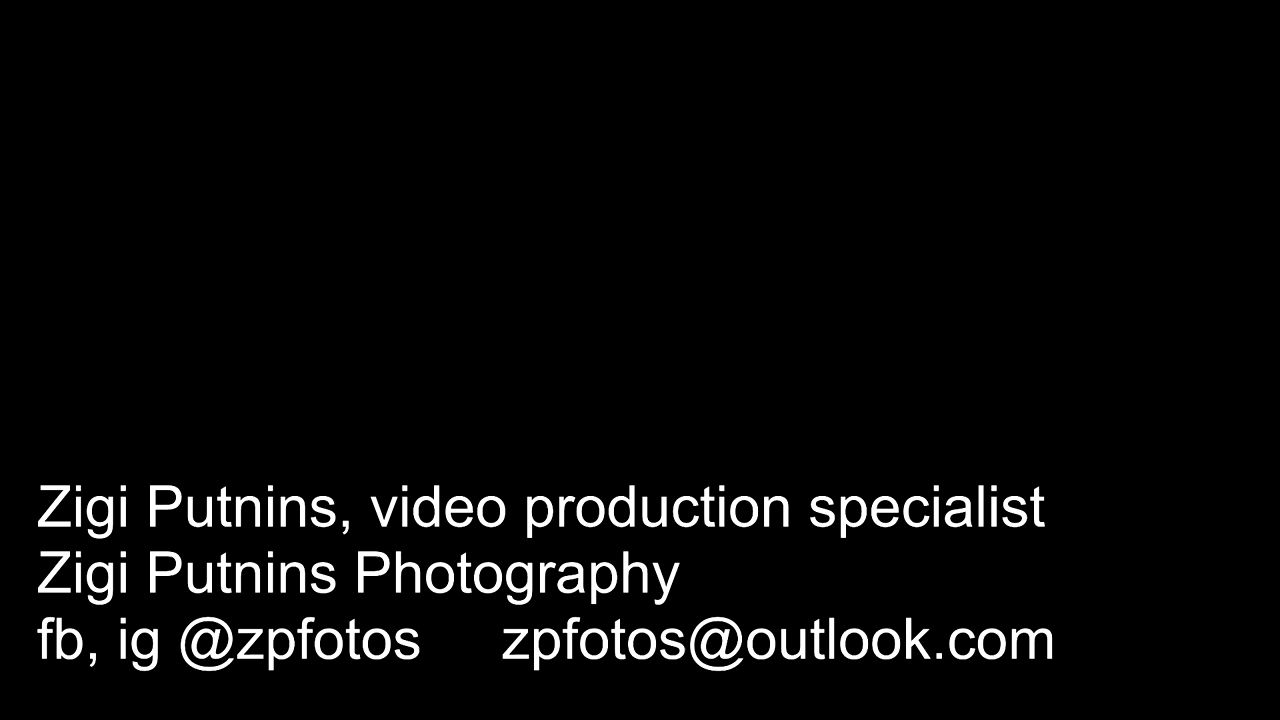 Zigi Putnins, video production specialist
Zigi Putnins Photography
fb, ig @zpfotos     zpfotos@outlook.com